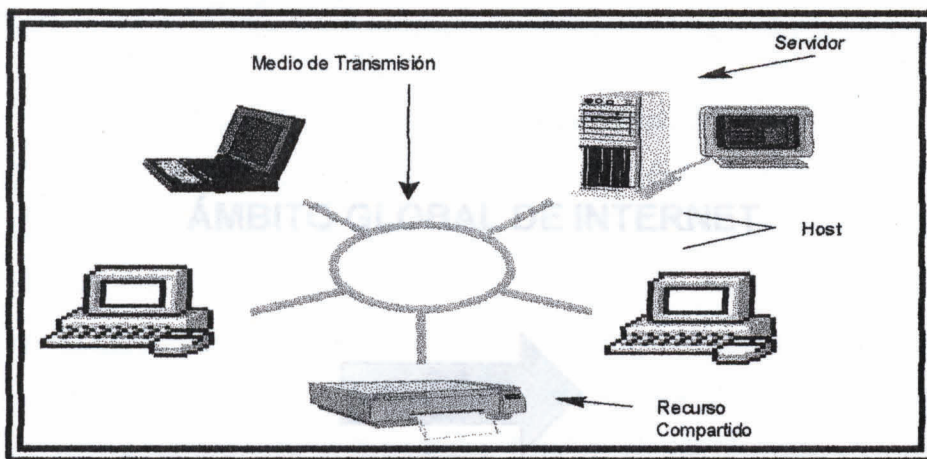 Servidor
Medio de Transmisión
ÁMBITO GLOBAL DE INTERNET
Host
Recurso
Compartido